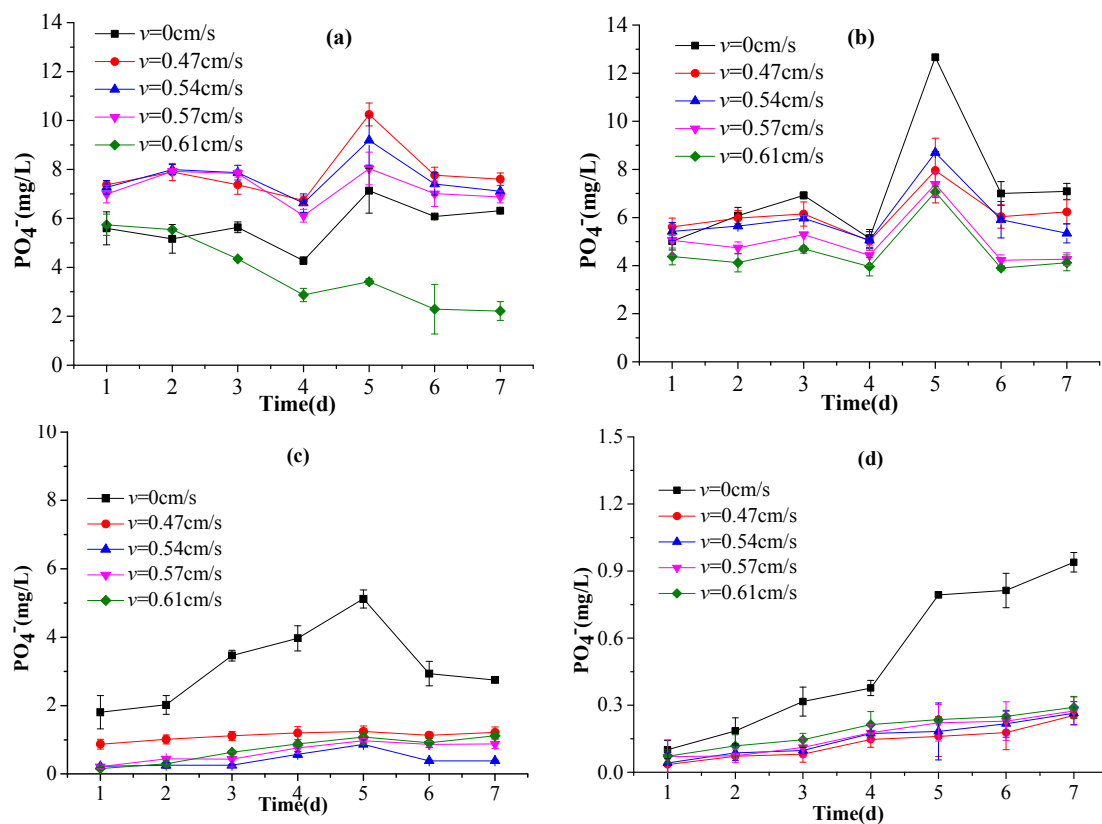 (a)
v=0cm/s
v=0.47cm/s
v=0.54cm/s
v=0.57cm/s
v=0.61cm/s
PO₄⁻(mg/L)
14
12
10
8
6
4
2
0
1 2 3 4 5 6 7
Time(d)
(b)
v=0cm/s
v=0.47cm/s
v=0.54cm/s
v=0.57cm/s
v=0.61cm/s
PO₄⁻(mg/L)
14
12
10
8
6
4
2
0
1 2 3 4 5 6 7
Time(d)
(c)
v=0cm/s
v=0.47cm/s
v=0.54cm/s
v=0.57cm/s
v=0.61cm/s
PO₄⁻(mg/L)
10
8
6
4
2
0
1 2 3 4 5 6 7
Time(d)
(d)
v=0cm/s
v=0.47cm/s
v=0.54cm/s
v=0.57cm/s
v=0.61cm/s
PO₄⁻(mg/L)
1.5
1.2
0.9
0.6
0.3
0.0
1 2 3 4 5 6 7
Time(d)